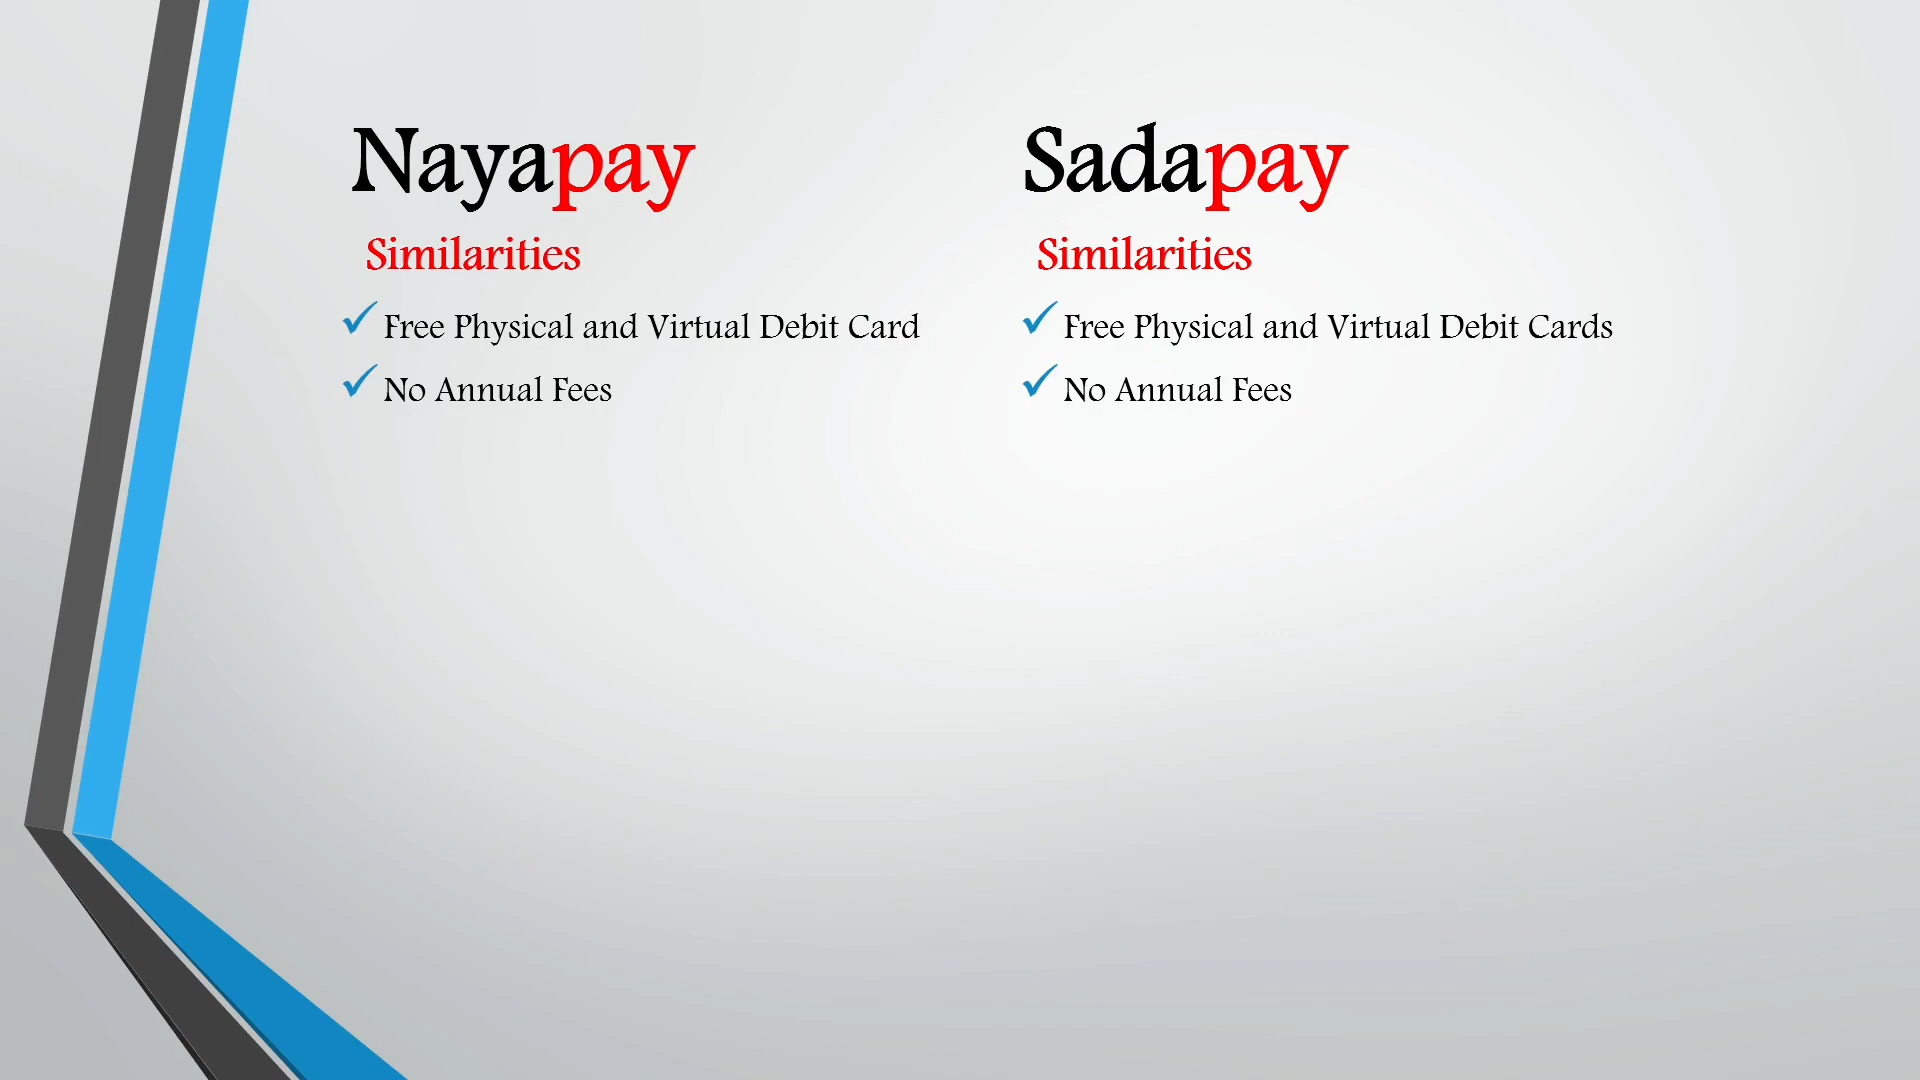 Nayapay
Similarities
Free Physical and Virtual Debit Card
No Annual Fees
Sadapay
Similarities
Free Physical and Virtual Debit Cards
No Annual Fees